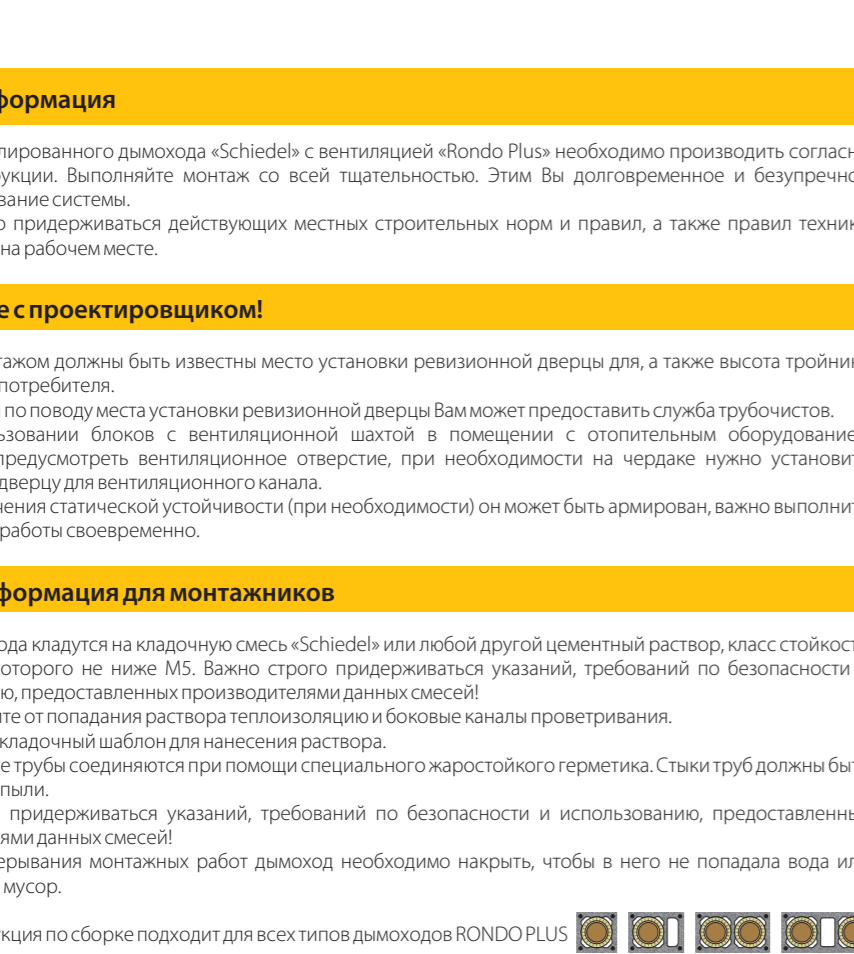 формация
лированного дымохода «Schiedel» с вентиляцией «Rondo Plus» необходимо производить согласн
рукции. Выполняйте монтаж со всей тщательностью. Этим Вы долговременное и безупречно
вание системы.
о придерживаться действующих местных строительных норм и правил, а также правил техник
на рабочем месте.
е с проектировщиком!
тажом должны быть известны место установки ревизионной дверцы для, а также высота тройник
потребителя.
по поводу места установки ревизионной дверцы Вам может предоставить служба трубочистов.
ьзовании блоков с вентиляционной шахтой в помещении с отопительным оборудование
предусмотреть вентиляционное отверстие, при необходимости на чердаке нужно установит
дверцу для вентиляционного канала.
чения статической устойчивости (при необходимости) он может быть армирован, важно выполнит
работы своевременно.
формация для монтажников
ода кладутся на кладочную смесь «Schiedel» или любой другой цементный раствор, класс стойкост
оторого не ниже М5. Важно строго придерживаться указаний, требований по безопасности
ю, предоставленных производителями данных смесей!
ите от попадания раствора теплоизоляцию и боковые каналы проветривания.
кладочный шаблон для нанесения раствора.
е трубы соединяются при помощи специального жаростойкого герметика. Стыки труб должны быт
пыли.
придерживаться указаний, требований по безопасности и использованию, предоставленны
ями данных смесей!
ерывания монтажных работ дымоход необходимо накрыть, чтобы в него не попадала вода ил
мусор.
кция по сборке подходит для всех типов дымоходов RONDO PLUS